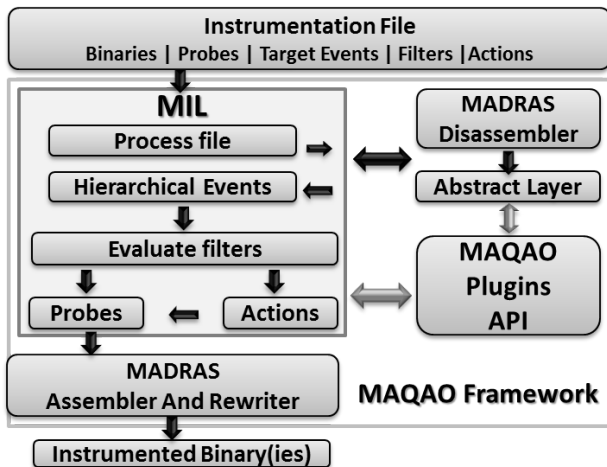 Instrumentation File
Binaries | Probes | Target Events | Filters |Actions
MIL
Process file
Hierarchical Events
Evaluate filters
Probes
Actions
MADRAS
Disassembler
Abstract Layer
MAQAO
Plugins
API
MADRAS
Assembler And Rewriter
MAQAO Framework
Instrumented Binary(ies)